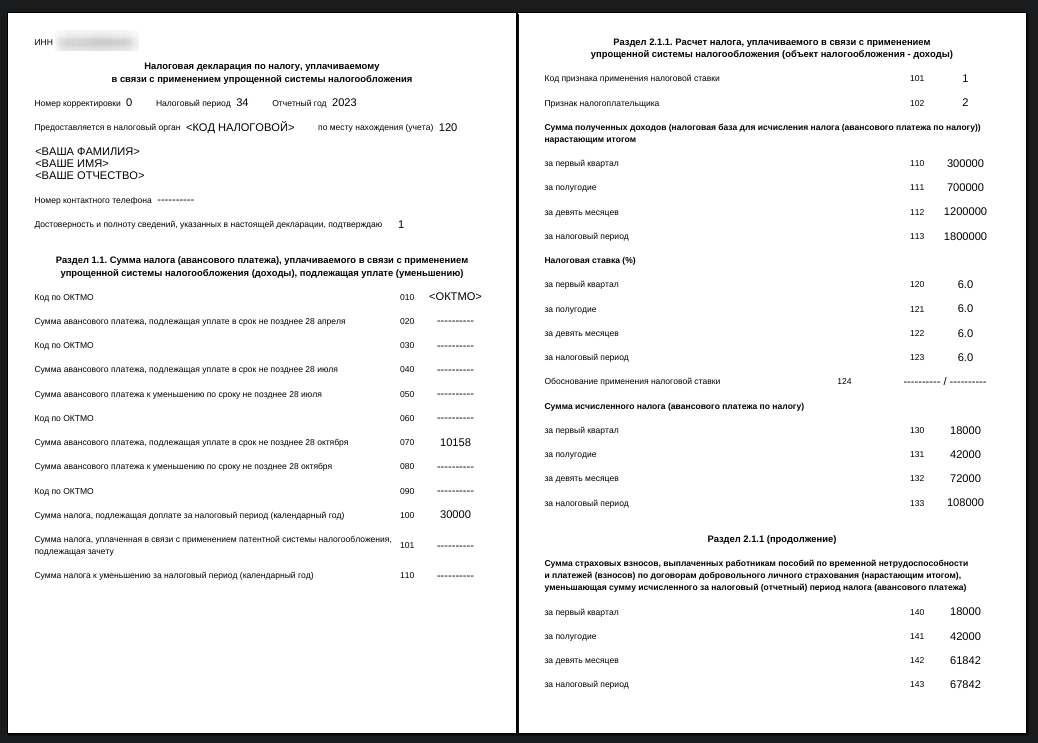 ИНН
Налоговая декларация по налогу, уплачиваемому
в связи с применением упрощенной системы налогообложения
Номер корректировки 0 Налоговый период 34 Отчетный год 2023
Предоставляется в налоговый орган <КОД НАЛОГОВОЙ> по месту нахождения (учета) 120
<ВАША ФАМИЛИЯ>
<ВАШЕ ИМЯ>
<ВАШЕ ОТЧЕСТВО>
Номер контактного телефона ----------
Достоверность и полноту сведений, указанных в настоящей декларации, подтверждаю 1
Раздел 1.1. Сумма налога (авансового платежа), уплачиваемого в связи с применением
упрощенной системы налогообложения (доходы), подлежащая уплате (уменьшению)
Код по ОКТМО 010 <ОКТМО>
Сумма авансового платежа, подлежащая уплате в срок не позднее 28 апреля 020 ----------
Код по ОКТМО 030 ----------
Сумма авансового платежа, подлежащая уплате в срок не позднее 28 июля 040 ----------
Сумма авансового платежа к уменьшению по сроку не позднее 28 июля 050 ----------
Код по ОКТМО 060 ----------
Сумма авансового платежа, подлежащая уплате в срок не позднее 28 октября 070 10158
Сумма авансового платежа к уменьшению по сроку не позднее 28 октября 080 ----------
Код по ОКТМО 090 ----------
Сумма налога, подлежащая доплате за налоговый период (календарный год) 100 30000
Сумма налога, уплаченная в связи с применением патентной системы налогообложения,
подлежащая зачету 101 ----------
Сумма налога к уменьшению за налоговый период (календарный год) 110 ----------
Раздел 2.1.1. Расчет налога, уплачиваемого в связи с применением
упрощенной системы налогообложения (объект налогообложения - доходы)
Код признака применения налоговой ставки 101 1
Признак налогоплательщика 102 2
Сумма полученных доходов (налоговая база для исчисления налога (авансового платежа по налогу))
нарастающим итогом
за первый квартал 110 300000
за полугодие 111 700000
за девять месяцев 112 1200000
за налоговый период 113 1800000
Налоговая ставка (%)
за первый квартал 120 6.0
за полугодие 121 6.0
за девять месяцев 122 6.0
за налоговый период 123 6.0
Обоснование применения налоговой ставки 124 ---------- / ----------
Сумма исчисленного налога (авансового платежа по налогу)
за первый квартал 130 18000
за полугодие 131 42000
за девять месяцев 132 72000
за налоговый период 133 108000
Раздел 2.1.1 (продолжение)
Сумма страховых взносов, выплаченных работникам пособий по временной нетрудоспособности
и платежей (взносов) по договорам добровольного личного страхования (нарастающим итогом),
уменьшающая сумму исчисленного за налоговый (отчетный) период налога (авансового платежа)
за первый квартал 140 18000
за полугодие 141 42000
за девять месяцев 142 61842
за налоговый период 143 67842